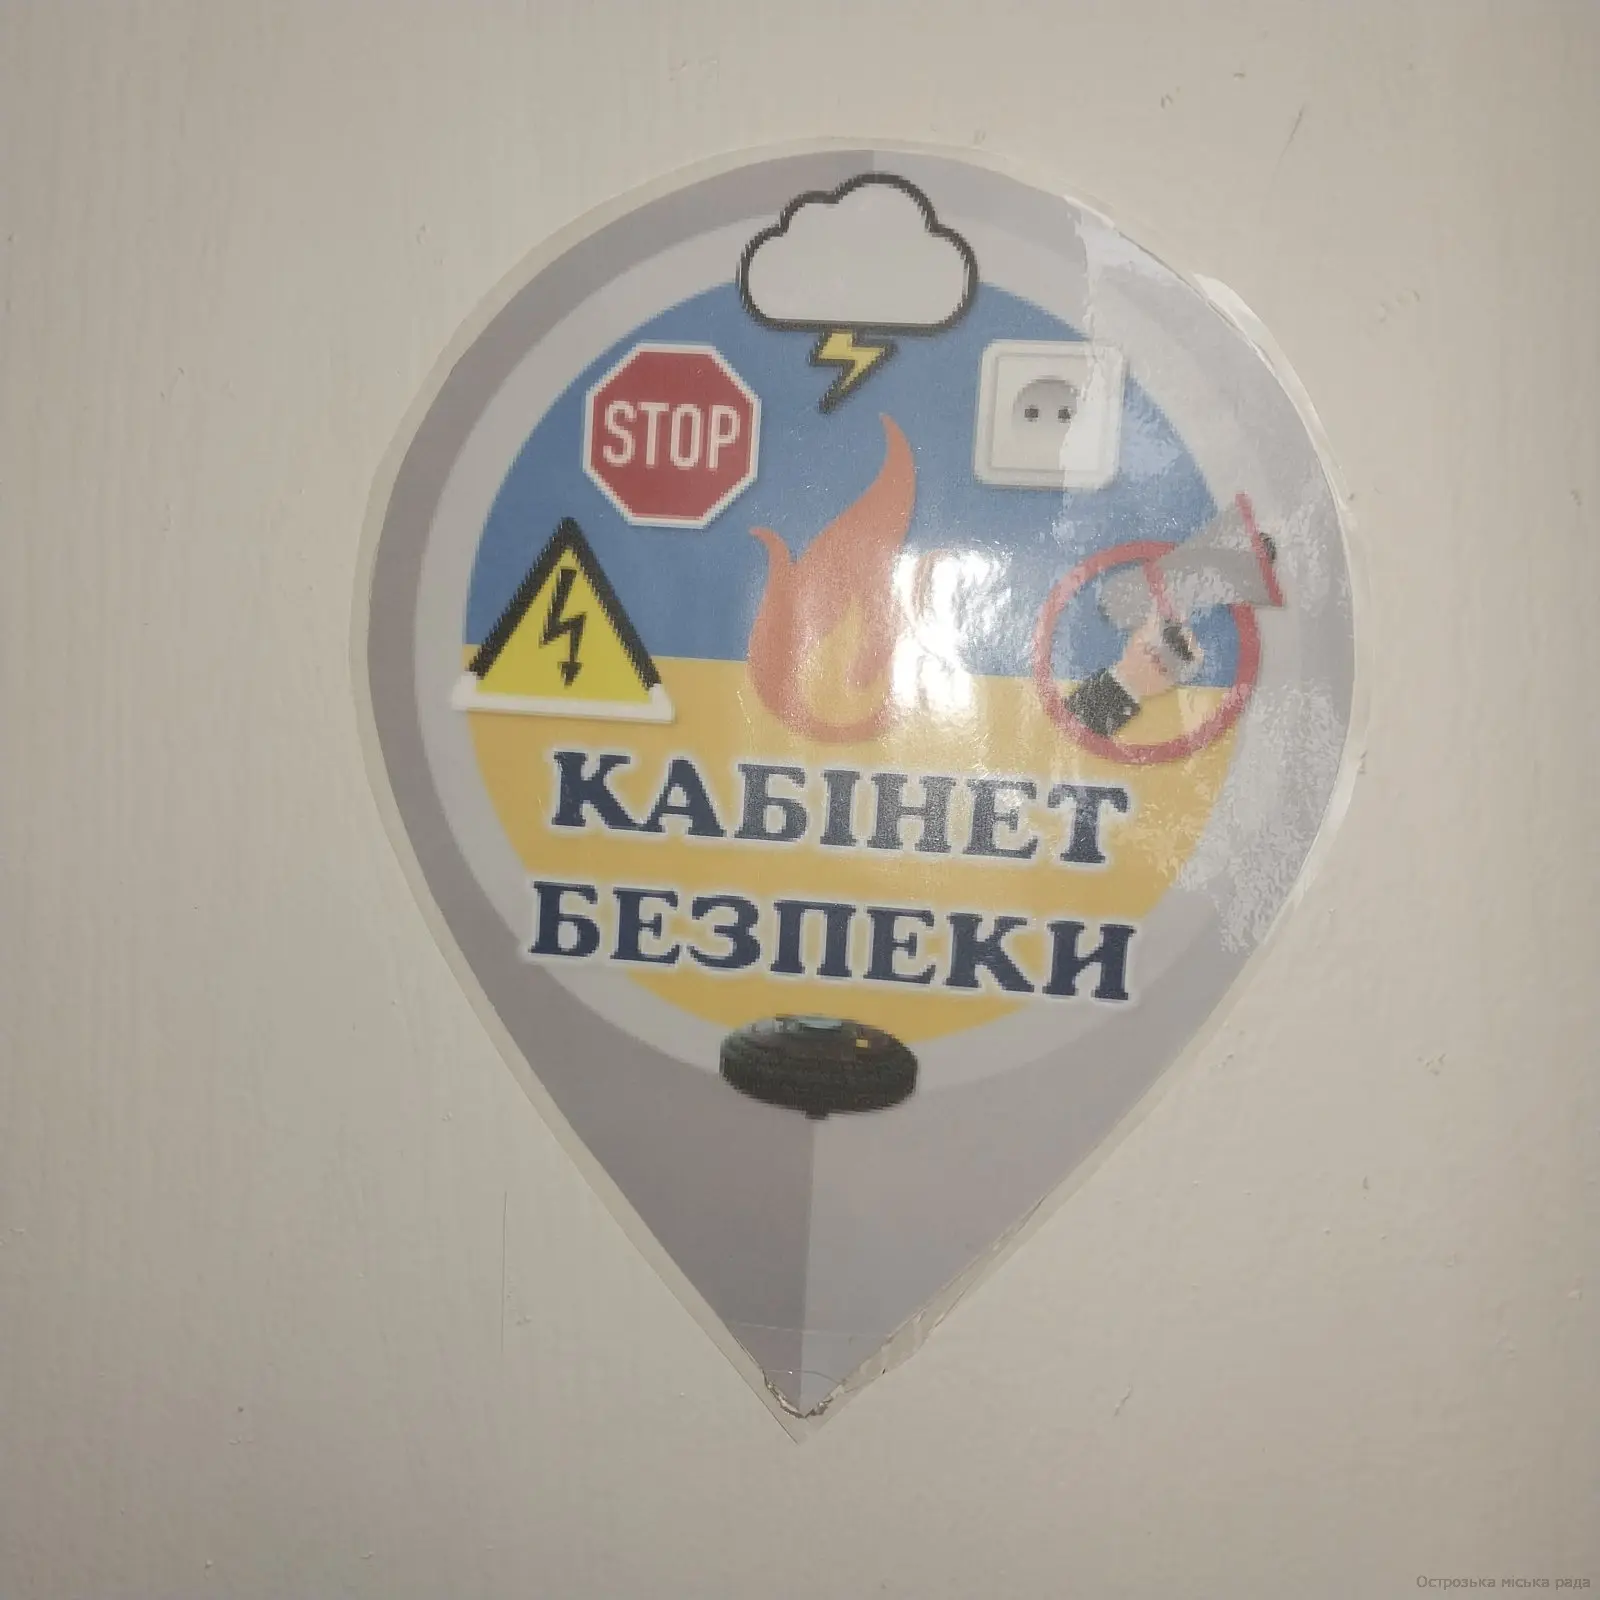 STOP
КАБІНЕТ
БЕЗПЕКИ
Острозька міська рада